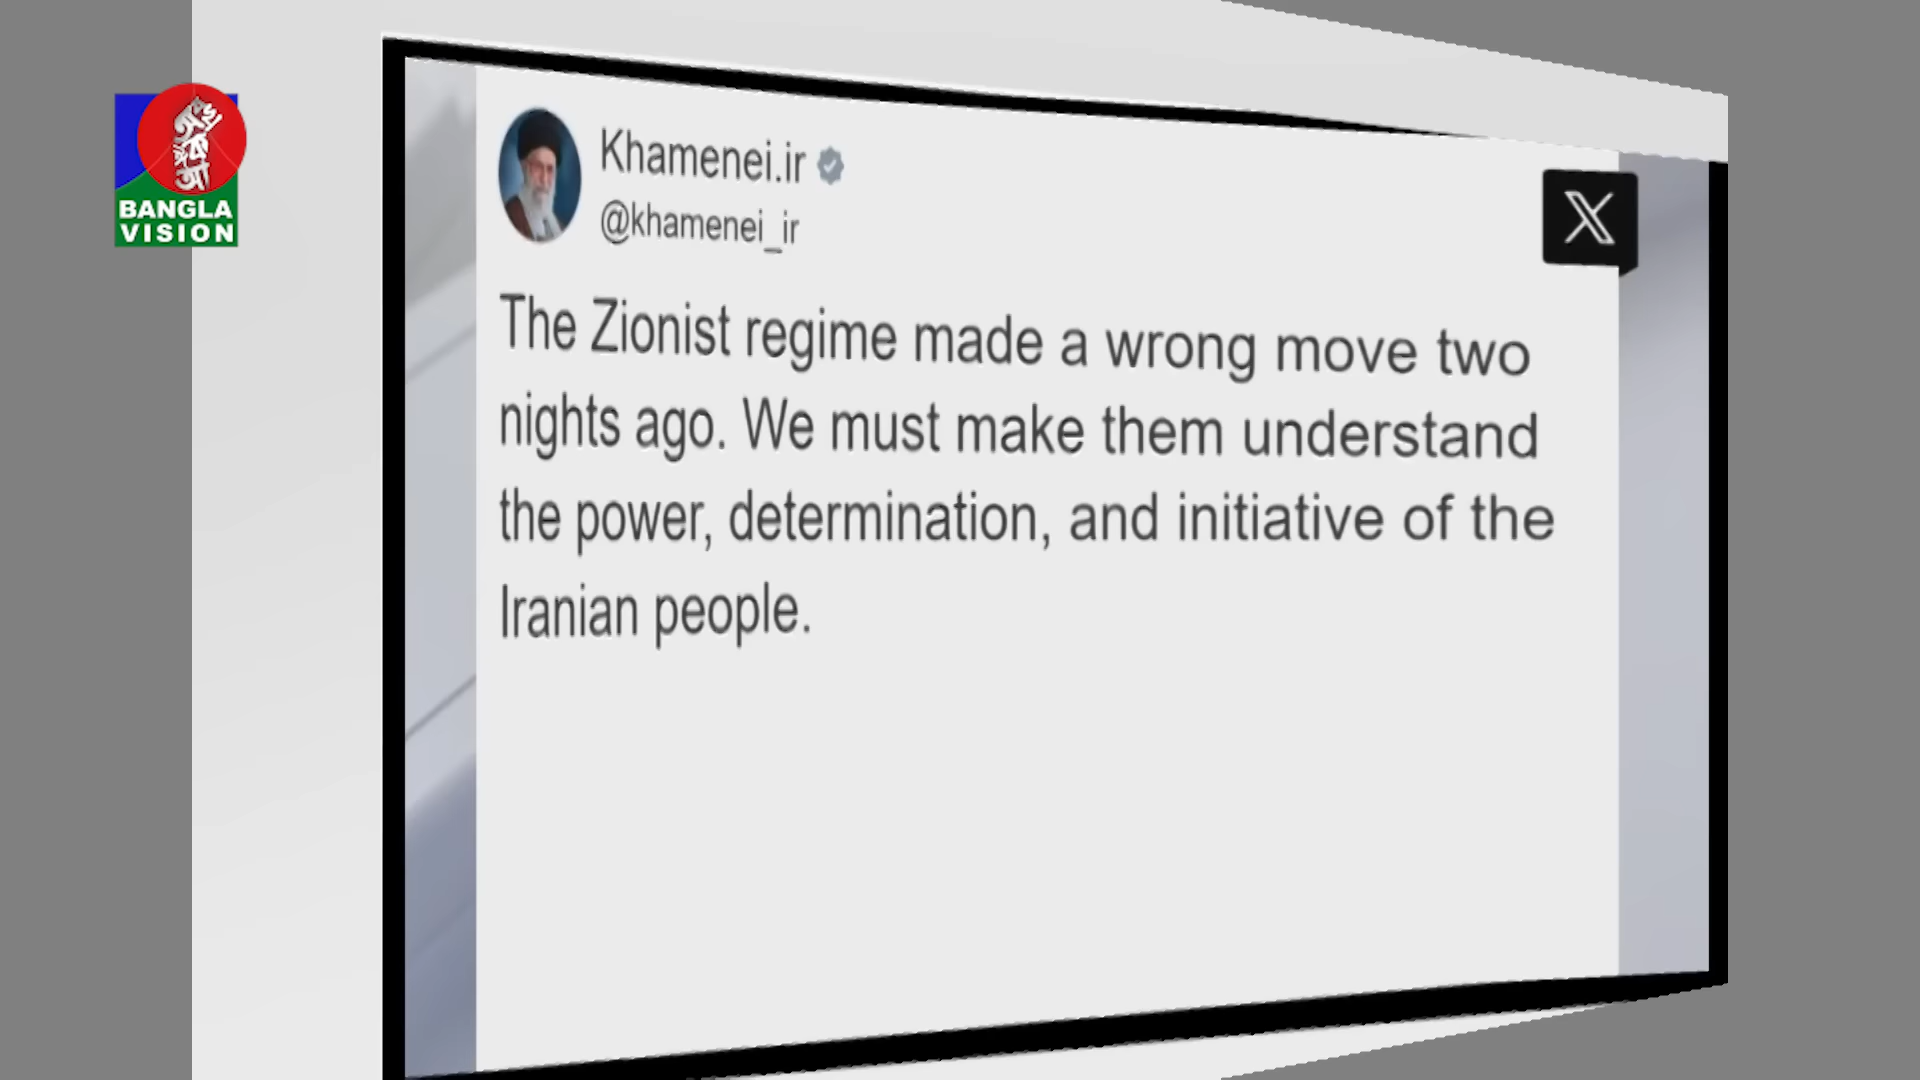 BANGLA
VISION
Khamenei.ir
@khamenei_ir
The Zionist regime made a wrong move two
nights ago. We must make them understand
the power, determination, and initiative of the
Iranian people.